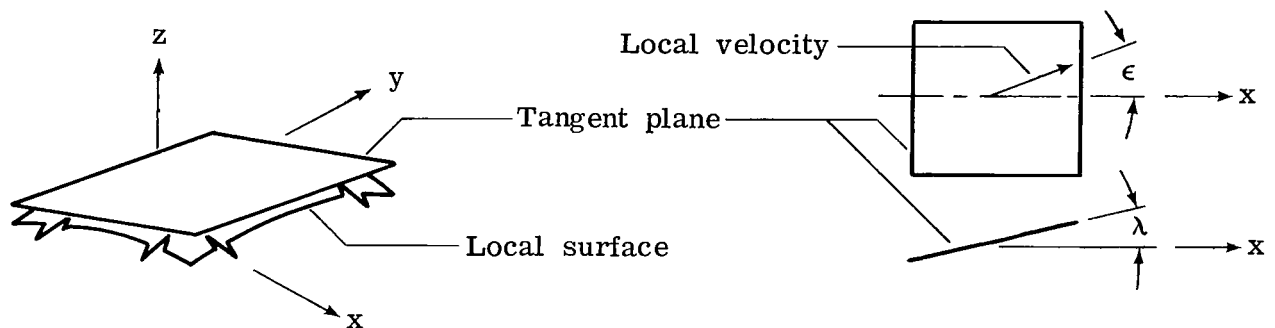 z
y
Tangent plane
Local surface
x
Local velocity
ε
x
λ
x